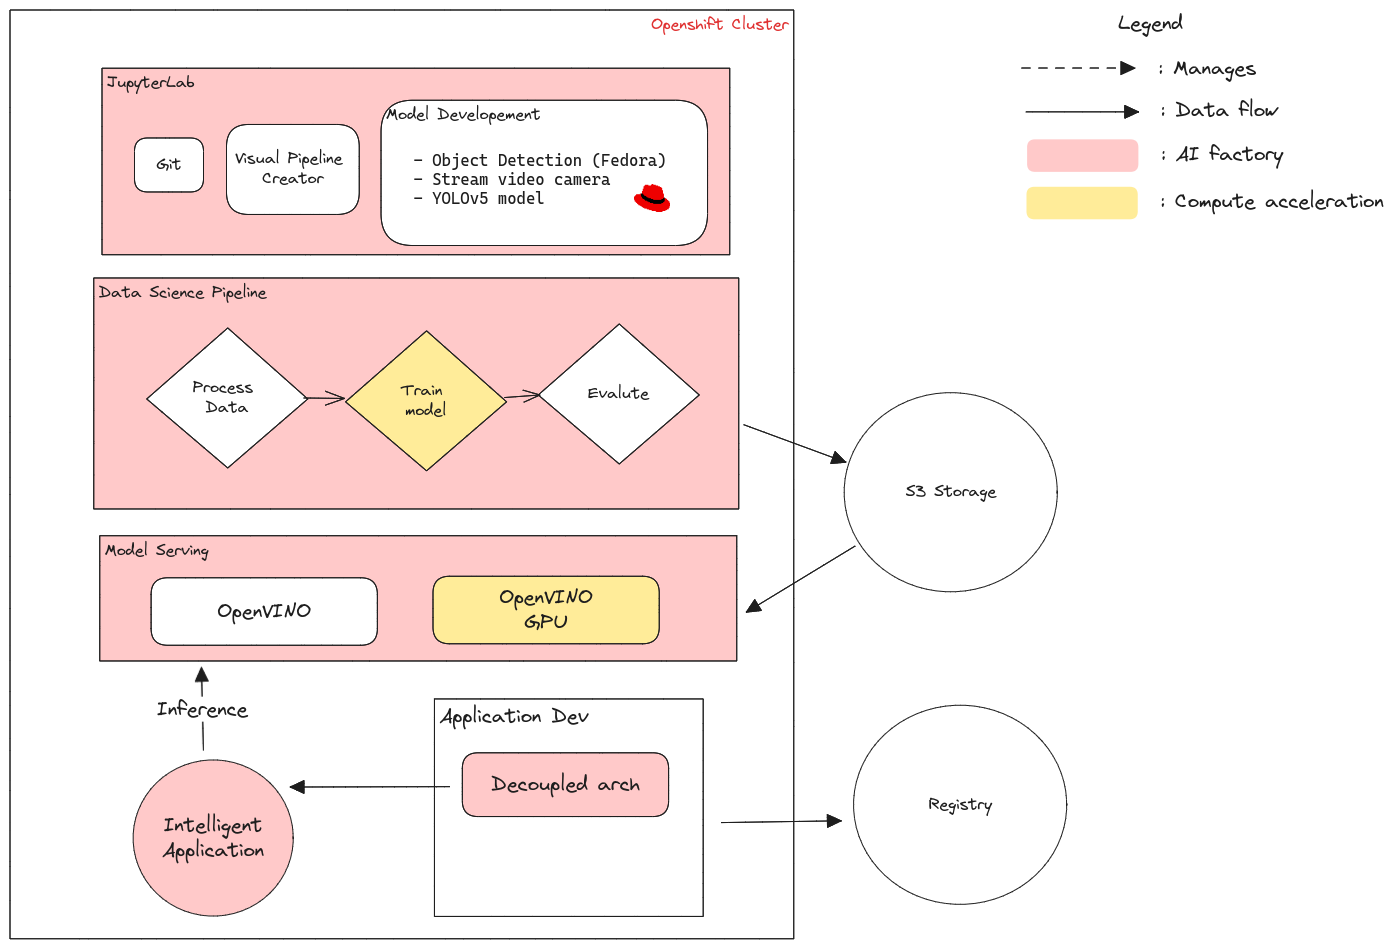 Openshift Cluster
JupyterLab
Git
Visual Pipeline
Creator
Model Developement
- Object Detection (Fedora)
- Stream video camera
- YOLOv5 model
Data Science Pipeline
Process
Data
Train
model
Evalute
Model Serving
OpenVINO
OpenVINO
GPU
Inference
Intelligent
Application
Application Dev
Decoupled arch
S3 Storage
Registry
Legend
: Manages
: Data flow
: AI factory
: Compute acceleration